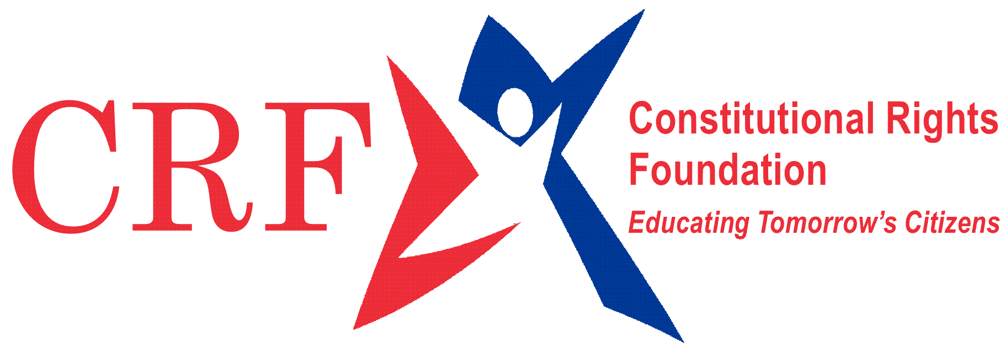 CRF
Constitutional Rights
Foundation
Educating Tomorrow’s Citizens